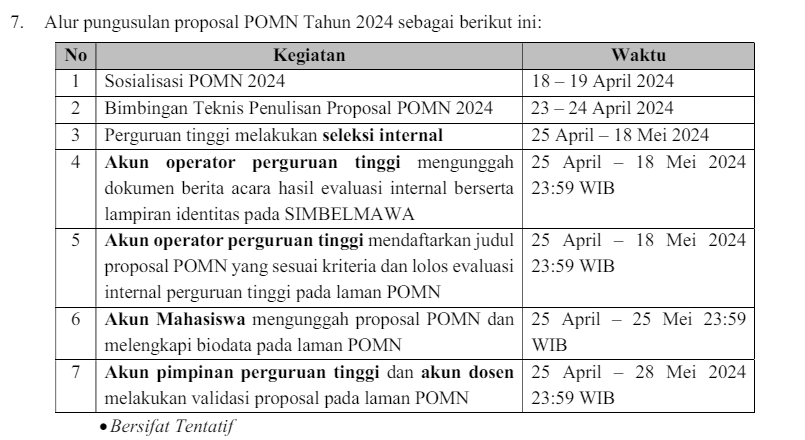 7. Alur pungusulan proposal POMN Tahun 2024 sebagai berikut ini:
No Kegiatan Waktu
1 Sosialisasi POMN 2024 18 – 19 April 2024
2 Bimbingan Teknis Penulisan Proposal POMN 2024 23 – 24 April 2024
3 Perguruan tinggi melakukan seleksi internal 25 April – 18 Mei 2024
4 Akun operator perguruan tinggi mengunggah 25 April – 18 Mei 2024
dokumen berita acara hasil evaluasi internal berserta 23:59 WIB
lampiran identitas pada SIMBELMAWA
5 Akun operator perguruan tinggi mendaftarkan judul 25 April – 18 Mei 2024
proposal POMN yang sesuai kriteria dan lolos evaluasi 23:59 WIB
internal perguruan tinggi pada laman POMN
6 Akun Mahasiswa mengunggah proposal POMN dan 25 April – 25 Mei 23:59
melengkapi biodata pada laman POMN WIB
7 Akun pimpinan perguruan tinggi dan akun dosen 25 April – 28 Mei 2024
melakukan validasi proposal pada laman POMN 23:59 WIB
• Bersifat Tentatif